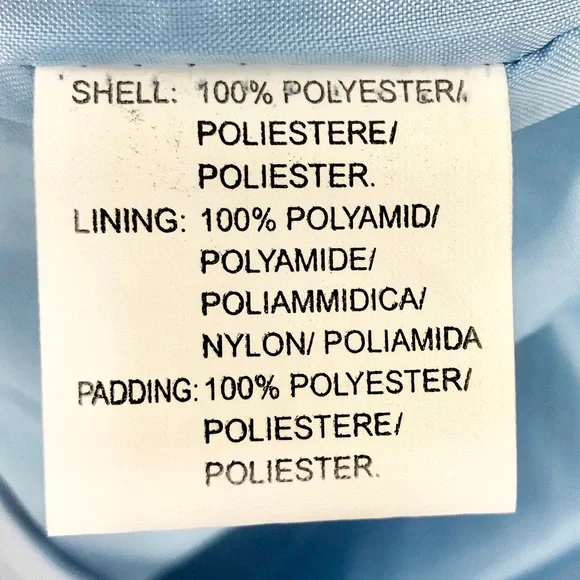 SHELL: 100% POLYESTER/
POLIESTERE/
POLIESTER.
LINING: 100% POLYAMID/
POLYAMIDE/
POLIAMMIDICA/
NYLON/ POLIAMIDA
PADDING: 100% POLYESTER/
POLIESTERE/
POLIESTER.